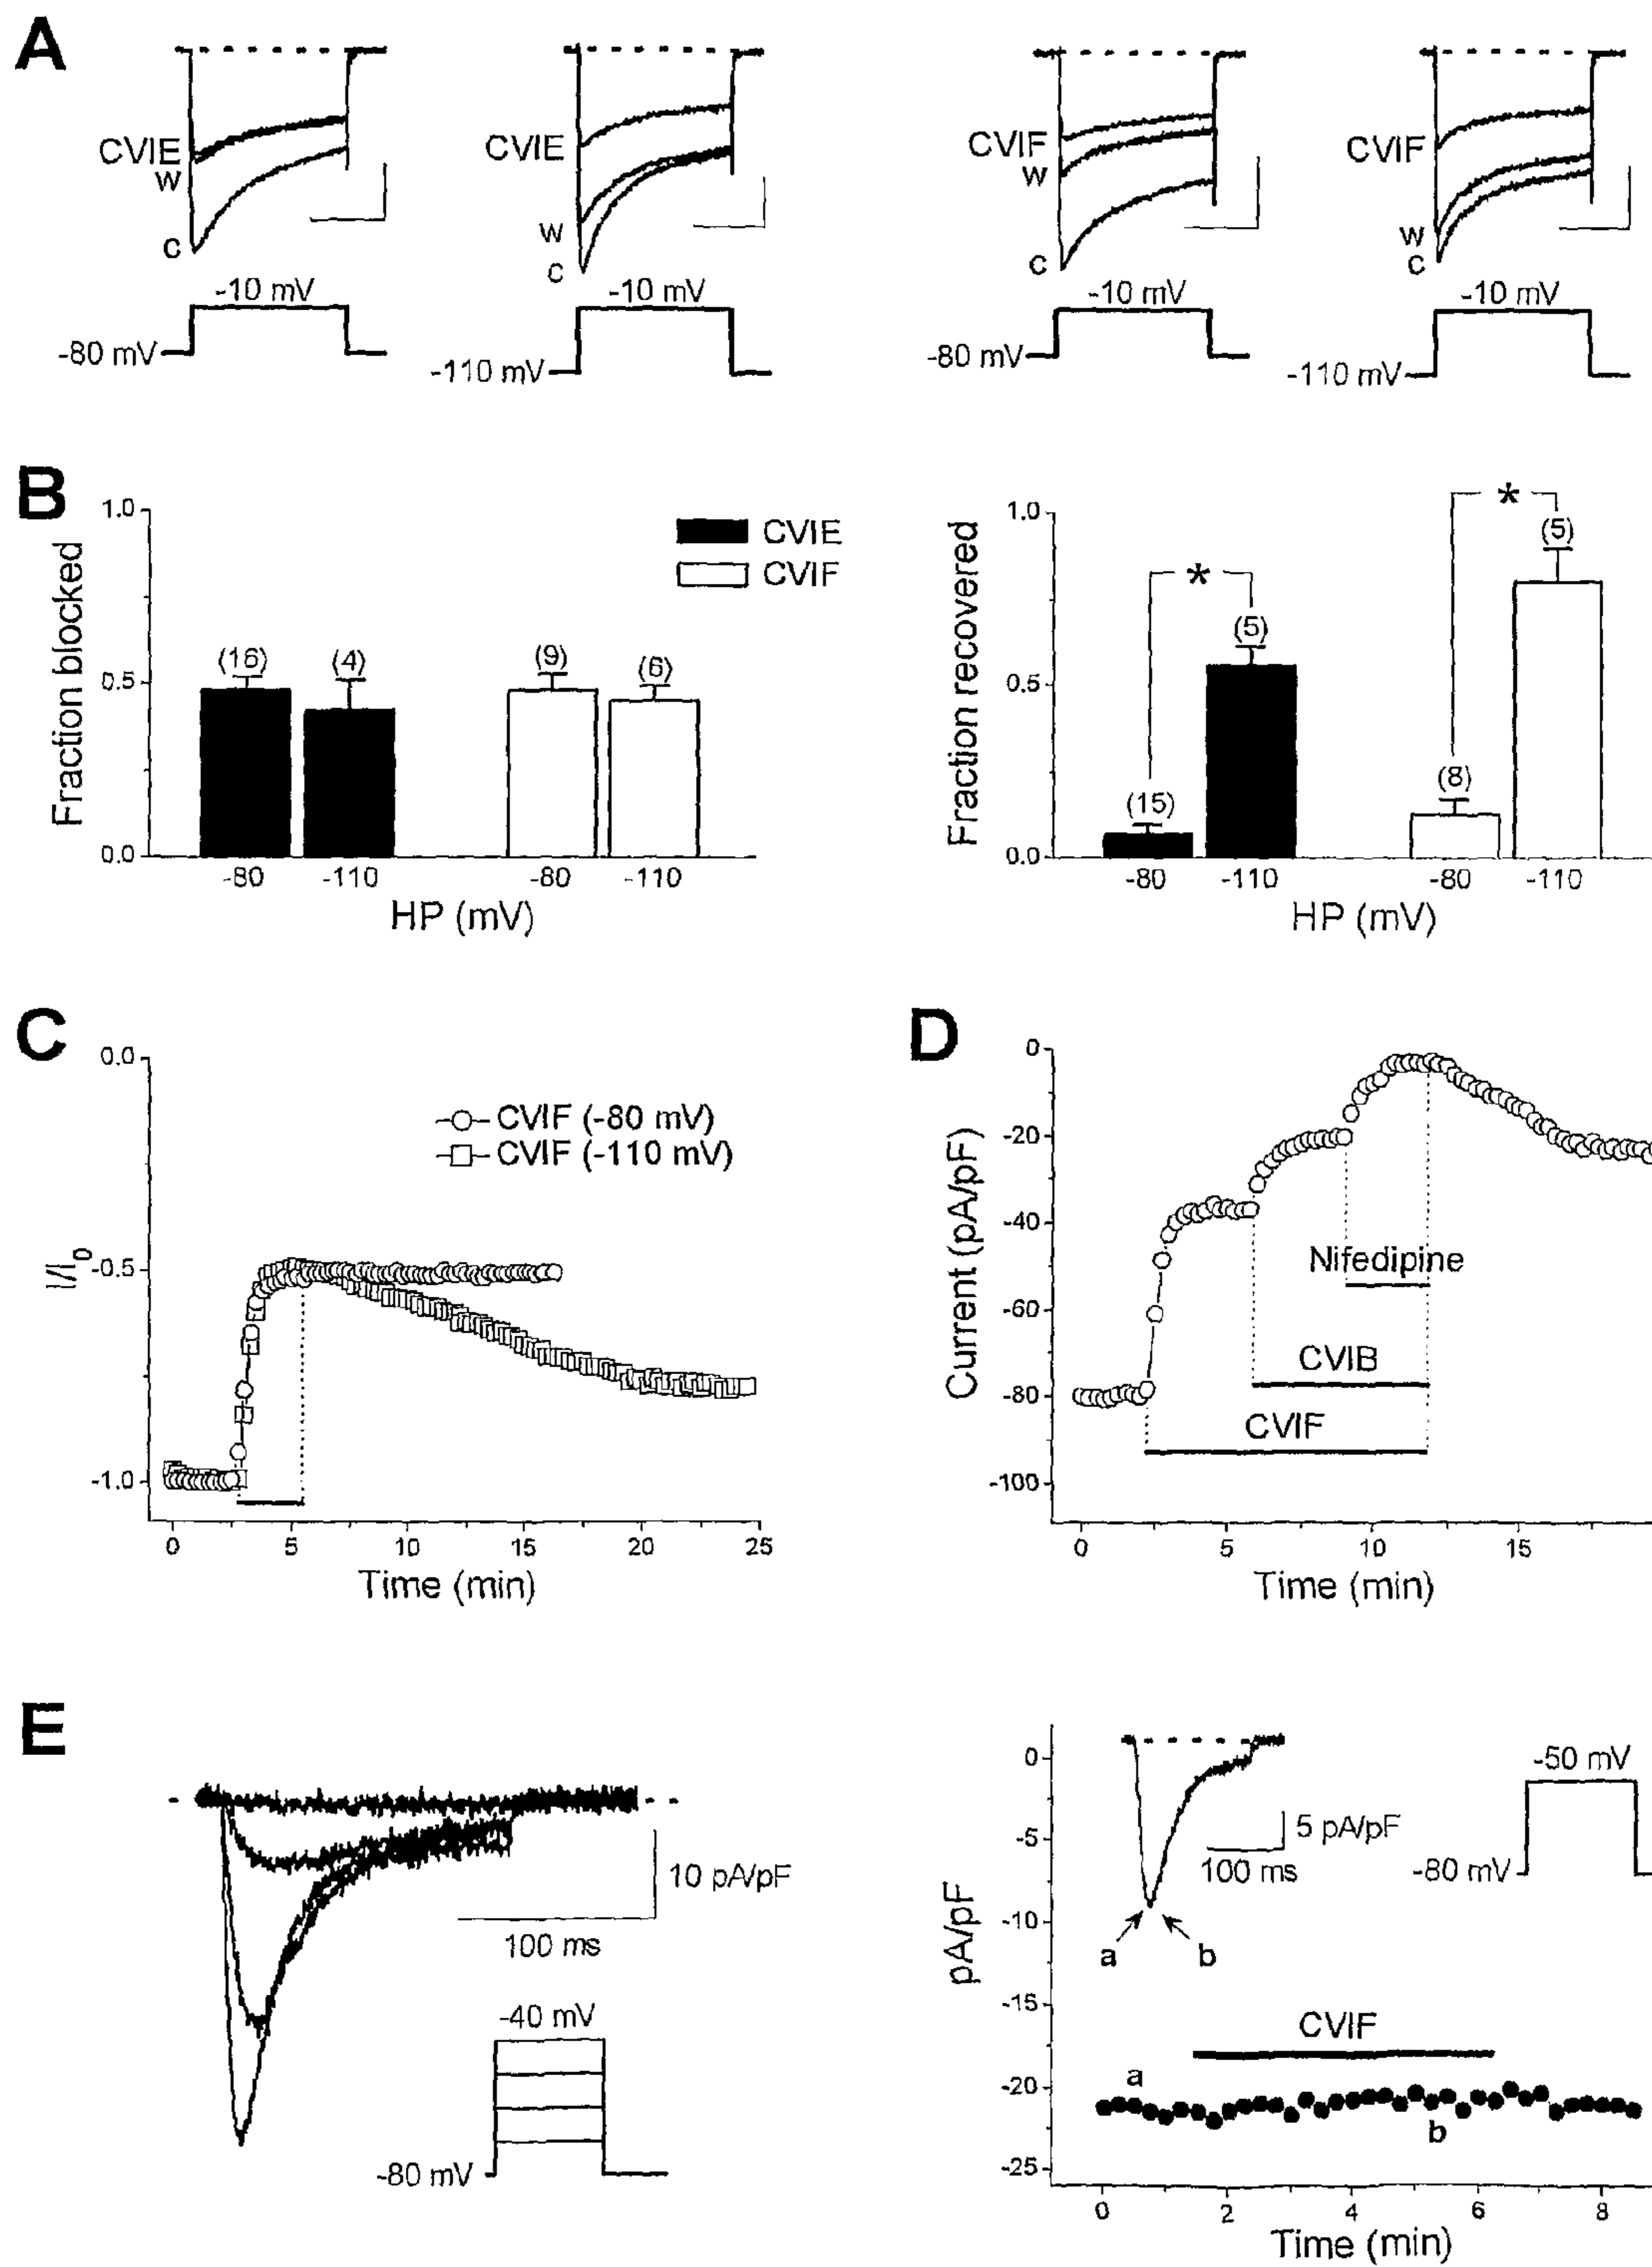 A
CVIE
W
C
-10 mV
-80 mV
CVIE
W
C
-10 mV
-110 mV
CVIF
W
C
-10 mV
-80 mV
CVIF
W
C
-10 mV
-110 mV
B
Fraction blocked
1.0
0.5
0.0
(16)
(4)
(9)
(6)
CVIE
CVIF
-80
-110
-80
-110
HP (mV)
Fraction recovered
1.0
0.5
0.0
(15)
*
(5)
(8)
*
(5)
-80
-110
-80
-110
HP (mV)
C
I/I0
0.0
-0.5
-1.0
CVIF (-80 mV)
CVIF (-110 mV)
0
5
10
15
20
25
Time (min)
D
Current (pA/pF)
0
-20
-40
-60
-80
-100
Nifedipine
CVIB
CVIF
0
5
10
15
Time (min)
E
10 pA/pF
100 ms
-40 mV
-80 mV
pA/pF
0
-5
-10
-15
-20
-25
5 pA/pF
100 ms
a
b
-50 mV
-80 mV
CVIF
a
b
0
2
4
6
8
Time (min)